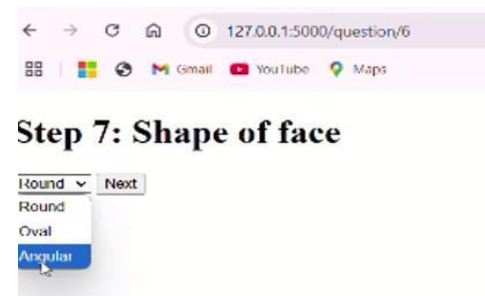 127.0.0.1:5000/question/6
Gmail YouTube Maps
Step 7: Shape of face
Round Next
Round
Oval
Angular